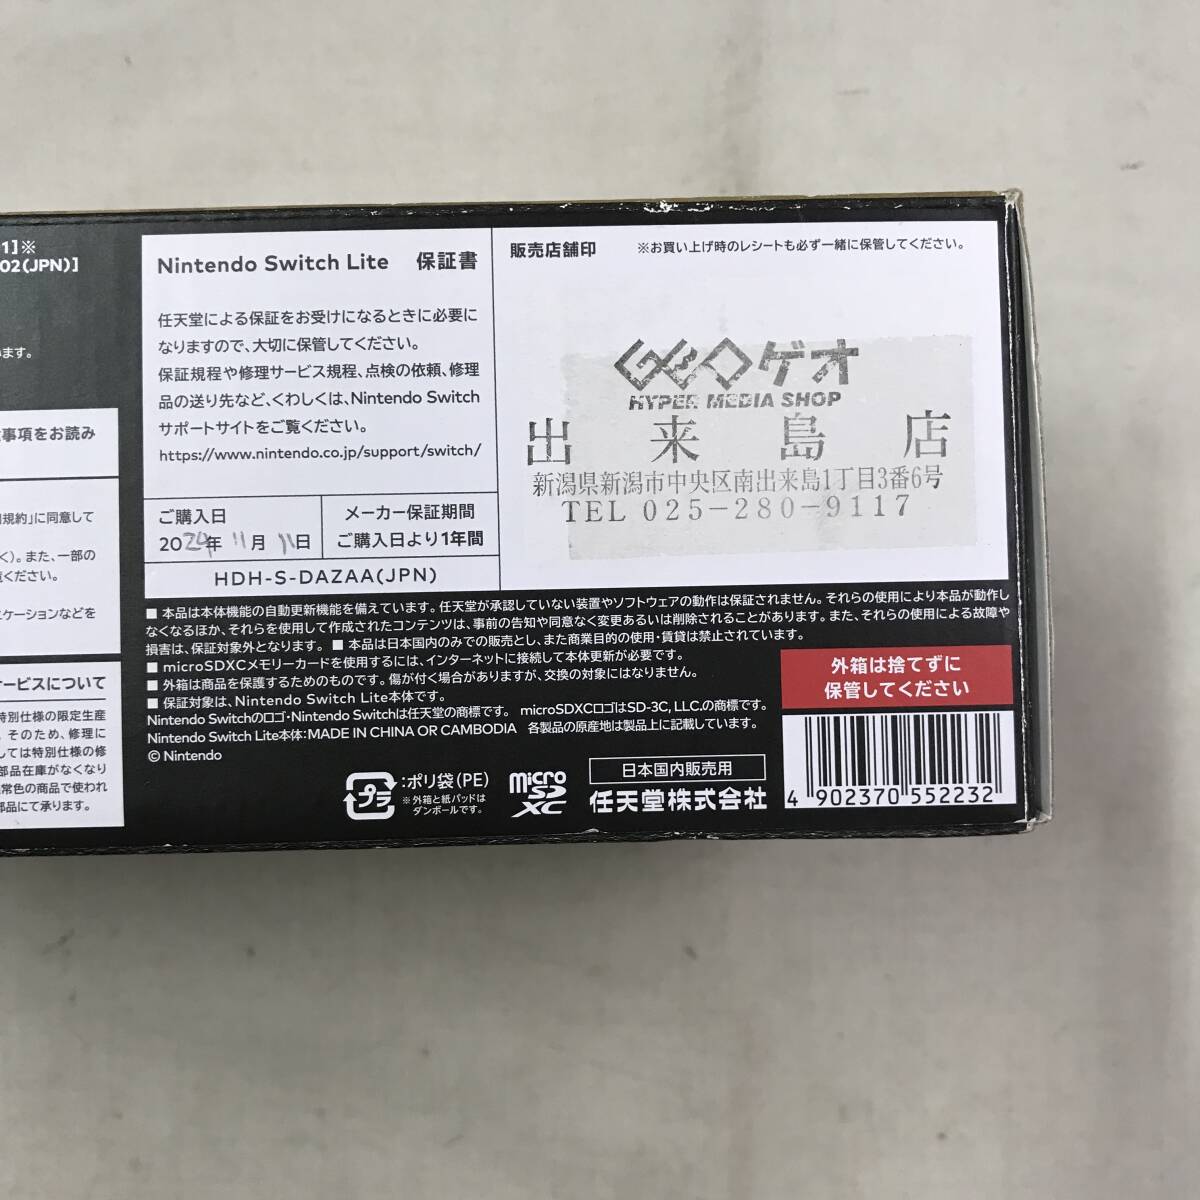 1]※
02(JPN)]
います。
事項をお読み
規約」に同意して
く)。また、一部の
覧ください。
ニケーションなどを
サービスについて
特別仕様の限定生産
。そのため、修理に
しては特別仕様の修
部品在庫がなくなり
常色の商品で使われ
部品にて承ります。
Nintendo Switch Lite 保証書
任天堂による保証をお受けになるときに必要に
なりますので、大切に保管してください。
保証規程や修理サービス規程、点検の依頼、修理
品の送り先など、くわしくは、Nintendo Switch
サポートサイトをご覧ください。
https://www.nintendo.co.jp/support/switch/
ご購入日
2024年 11月 11日
メーカー保証期間
ご購入日より1年間
HDH-S-DAZAA(JPN)
販売店舗印 ※お買い上げ時のレシートも必ず一緒に保管してください。
GEOゲオ
HYPER MEDIA SHOP
出来島店
新潟県新潟市中央区南出来島1丁目3番6号
TEL 025-280-9117
■ 本品は本体機能の自動更新機能を備えています。任天堂が承認していない装置やソフトウェアの動作は保証されません。それらの使用により本品が動作し
なくなるほか、それらを使用して作成されたコンテンツは、事前の告知や同意なく変更あるいは削除されることがあります。また、それらの使用による故障や
損害は、保証対象外となります。 ■ 本品は日本国内のみでの販売とし、また商業目的の使用・賃貸は禁止されています。
■ microSDXCメモリーカードを使用するには、インターネットに接続して本体更新が必要です。
■ 外箱は商品を保護するためのものです。傷が付く場合がありますが、交換の対象にはなりません。
■ 保証対象は、Nintendo Switch Lite本体です。
Nintendo Switchのロゴ・Nintendo Switchは任天堂の商標です。 microSDXCロゴはSD-3C, LLC.の商標です。
Nintendo Switch Lite本体：MADE IN CHINA OR CAMBODIA 各製品の原産地は製品上に記載しています。
© Nintendo
外箱は捨てずに
保管してください
プラ
：ポリ袋(PE)
※外箱と紙パッドは
ダンボールです。
micro
SD
XC
日本国内販売用
任天堂株式会社
4 902370 552232